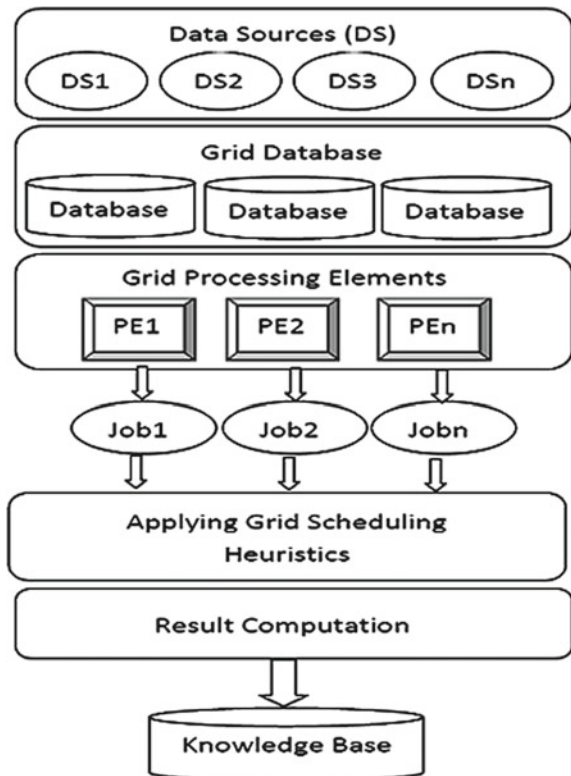 Data Sources (DS)
DS1 DS2 DS3 DSn
Grid Database
Database Database Database
Grid Processing Elements
PE1 PE2 PEn
Job1 Job2 Jobn
Applying Grid Scheduling
Heuristics
Result Computation
Knowledge Base